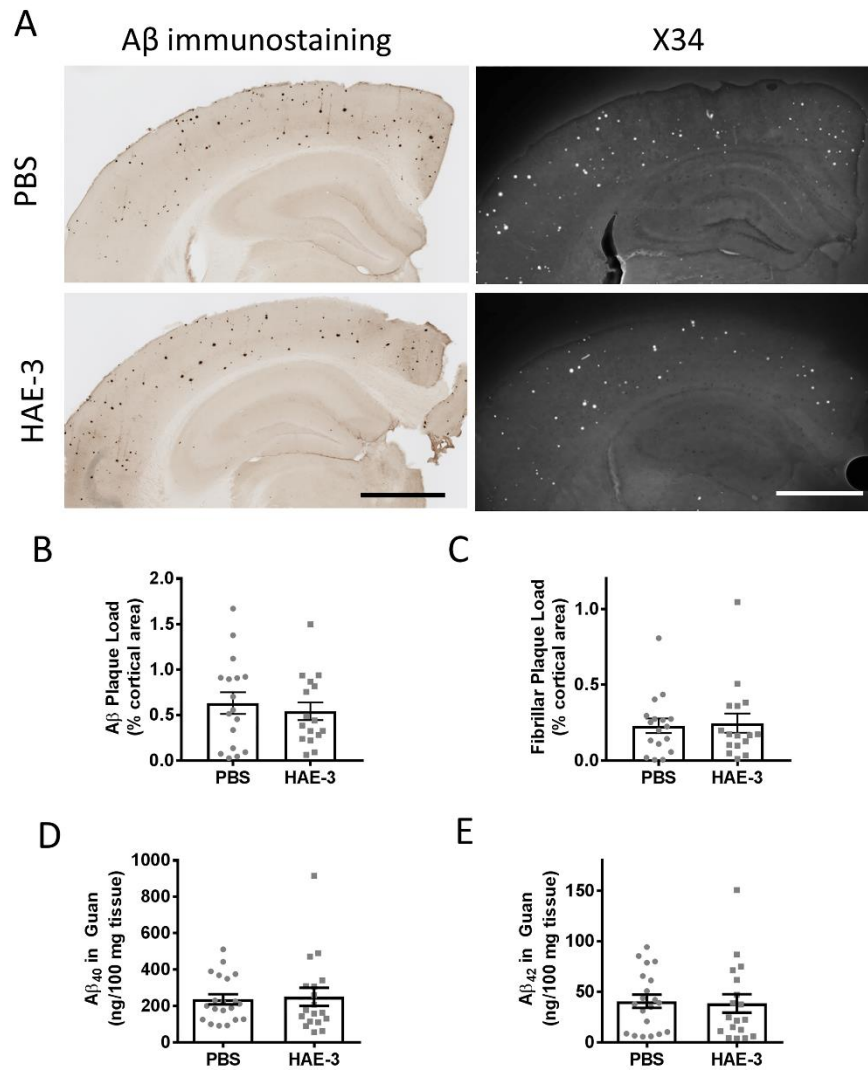 A
Aβ immunostaining
X34
PBS
HAE-3
B
Aβ Plaque Load
(% cortical area)
2.0
1.5
1.0
0.5
0.0
PBS HAE-3
C
Fibrillar Plaque Load
(% cortical area)
1.0
0.5
0.0
PBS HAE-3
D
Aβ40 in Guan
(ng/100 mg tissue)
1000
800
600
400
200
0
PBS HAE-3
E
Aβ42 in Guan
(ng/100 mg tissue)
150
100
50
0
PBS HAE-3